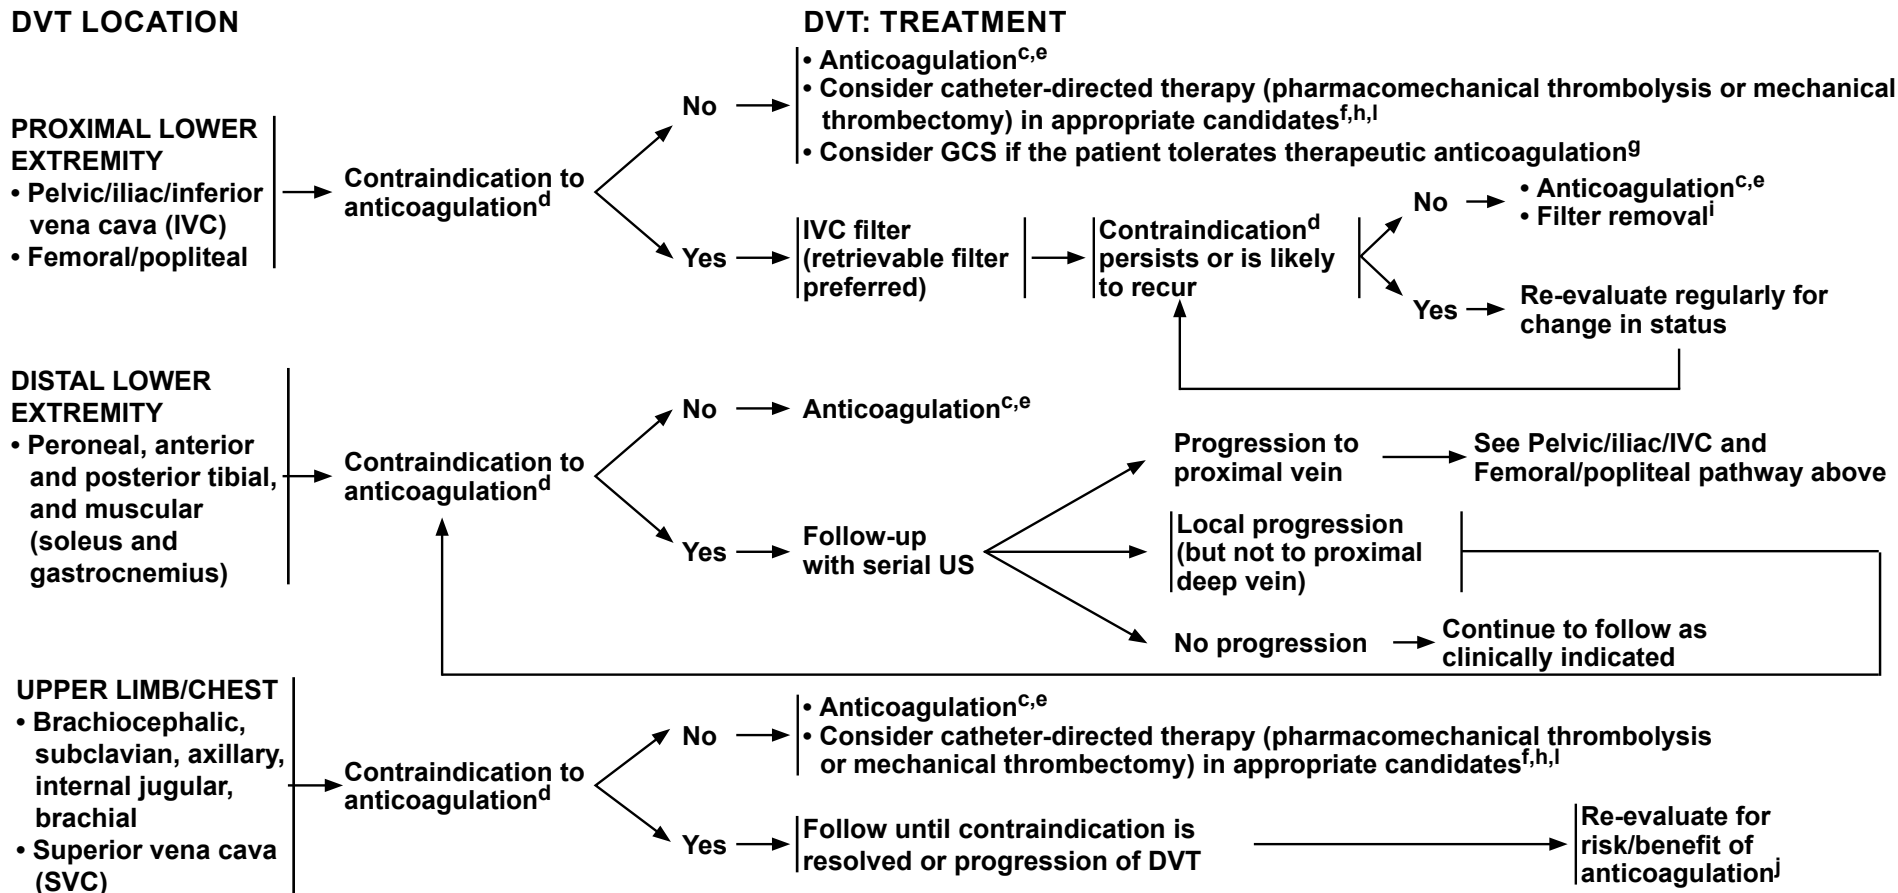 DVT LOCATION
DVT: TREATMENT
PROXIMAL LOWER
EXTREMITY
• Pelvic/iliac/inferior
vena cava (IVC)
• Femoral/popliteal
Contraindication to
anticoagulationd
No
• Anticoagulationc,e
• Consider catheter-directed therapy (pharmacomechanical thrombolysis or mechanical
thrombectomy) in appropriate candidatesf,h,l
• Consider GCS if the patient tolerates therapeutic anticoagulationg
Yes
IVC filter
(retrievable filter
preferred)
Contraindicationd
persists or is likely
to recur
No
• Anticoagulationc,e
• Filter removali
Yes
Re-evaluate regularly for
change in status
DISTAL LOWER
EXTREMITY
• Peroneal, anterior
and posterior tibial,
and muscular
(soleus and
gastrocnemius)
Contraindication to
anticoagulationd
No
Anticoagulationc,e
Yes
Follow-up
with serial US
Progression to
proximal vein
See Pelvic/iliac/IVC and
Femoral/popliteal pathway above
Local progression
(but not to proximal
deep vein)
No progression
Continue to follow as
clinically indicated
UPPER LIMB/CHEST
• Brachiocephalic,
subclavian, axillary,
internal jugular,
brachial
• Superior vena cava
(SVC)
Contraindication to
anticoagulationd
No
• Anticoagulationc,e
• Consider catheter-directed therapy (pharmacomechanical thrombolysis
or mechanical thrombectomy) in appropriate candidatesf,h,l
Yes
Follow until contraindication is
resolved or progression of DVT
Re-evaluate for
risk/benefit of
anticoagulationj